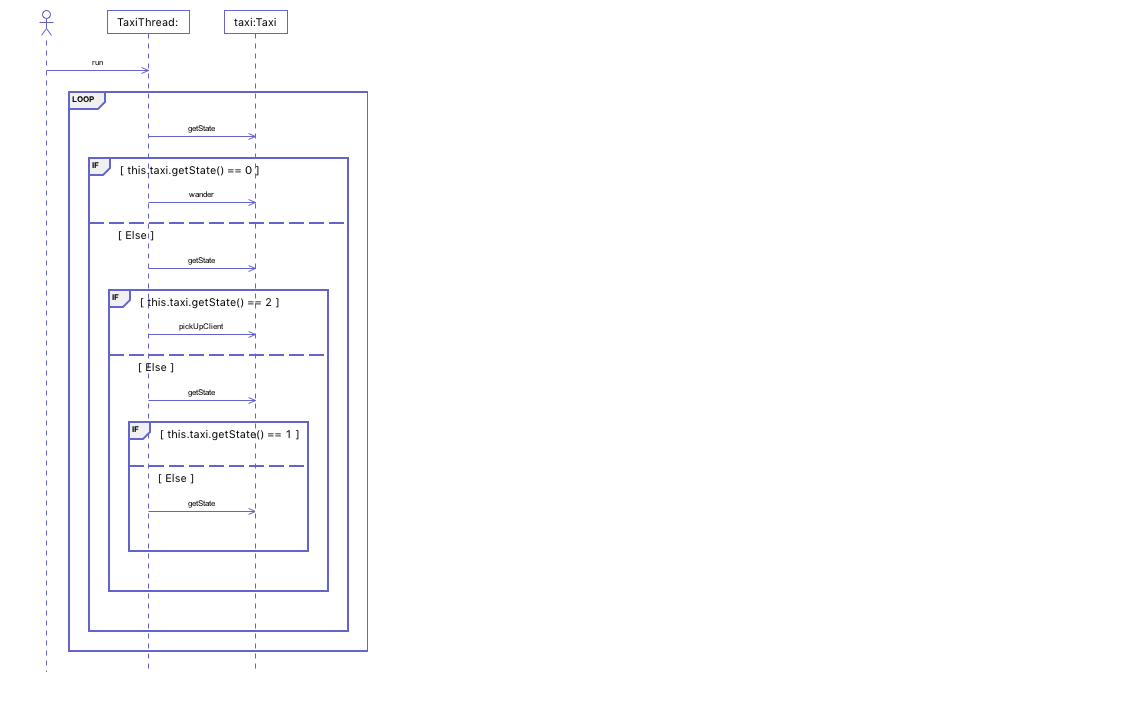 TaxiThread:
taxi:Taxi
run
LOOP
getState
IF
[ this.taxi.getState() == 0 ]
wander
[ Else ]
getState
IF
[ this.taxi.getState() == 2 ]
pickUpClient
[ Else ]
getState
IF
[ this.taxi.getState() == 1 ]
[ Else ]
getState